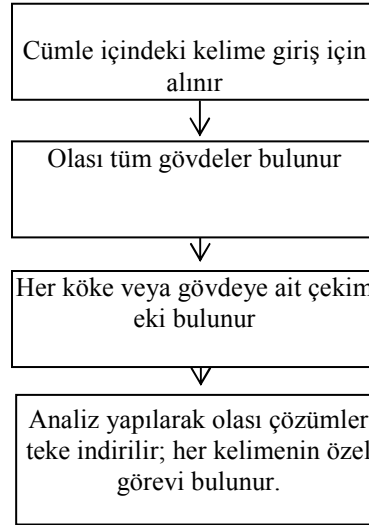 Cümle içindeki kelime giriş için
alınır
Olası tüm gövdeler bulunur
Her köke veya gövdeye ait çekim
eki bulunur
Analiz yapılarak olası çözümler
teke indirilir; her kelimenin özel
görevi bulunur.